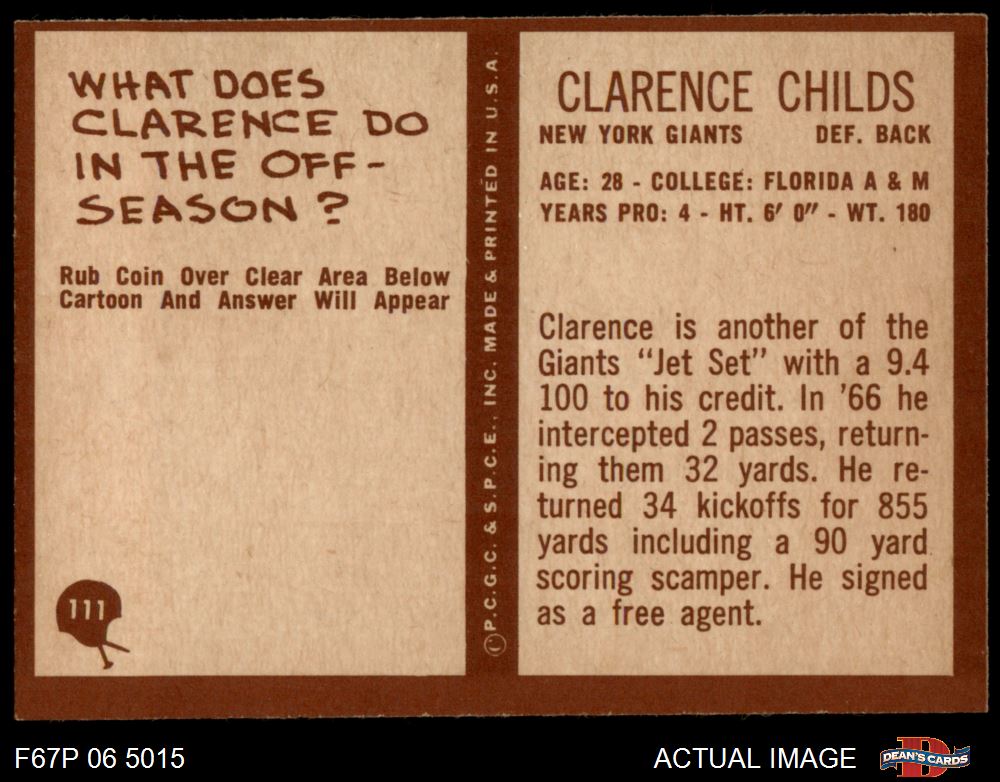 WHAT DOES
CLARENCE DO
IN THE OFF-
SEASON ?
Rub Coin Over Clear Area Below
Cartoon And Answer Will Appear
111
© P.C.G.C. & S.P.C.E., INC. MADE & PRINTED IN U.S.A.
CLARENCE CHILDS
NEW YORK GIANTS DEF. BACK
AGE: 28 - COLLEGE: FLORIDA A & M
YEARS PRO: 4 - HT. 6' 0" - WT. 180
Clarence is another of the
Giants “Jet Set” with a 9.4
100 to his credit. In '66 he
intercepted 2 passes, return-
ing them 32 yards. He re-
turned 34 kickoffs for 855
yards including a 90 yard
scoring scamper. He signed
as a free agent.
F67P 06 5015
ACTUAL IMAGE
D
DEAN'S CARDS